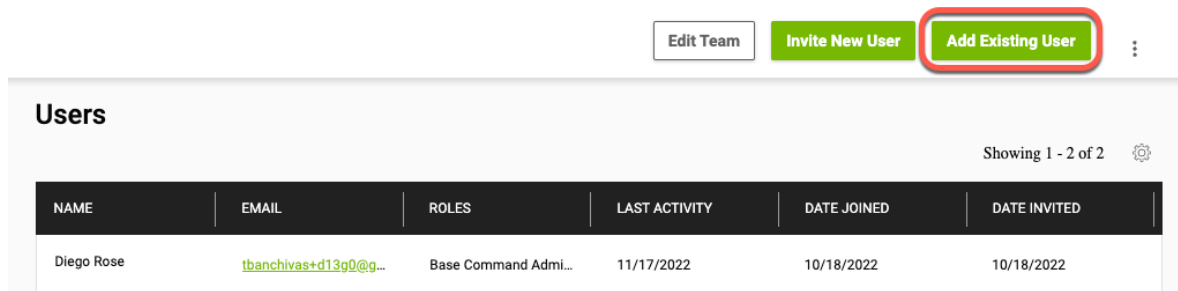 Edit Team Invite New User Add Existing User
Users
Showing 1 - 2 of 2
NAME EMAIL ROLES LAST ACTIVITY DATE JOINED DATE INVITED
Diego Rose tbanchivas+d13g0@g... Base Command Admi... 11/17/2022 10/18/2022 10/18/2022